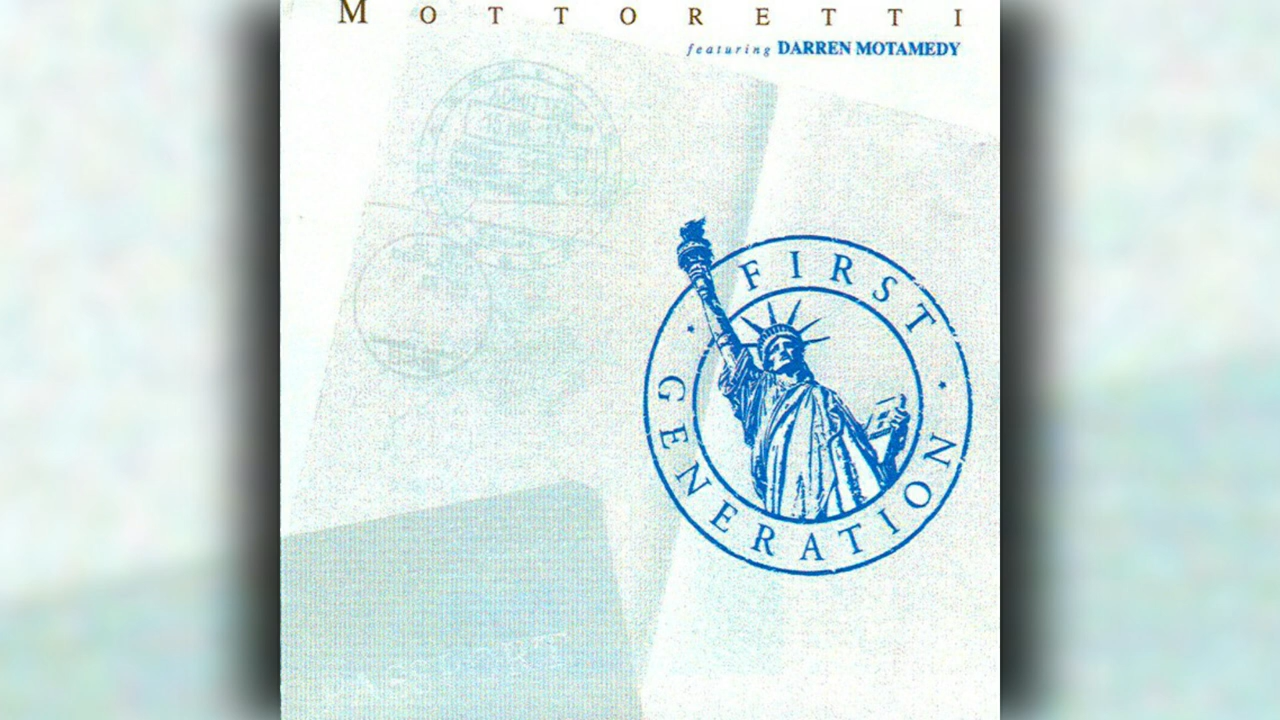 MOTTORETTI
featuring DARREN MOTAMEDY
FIRST
GENERATION